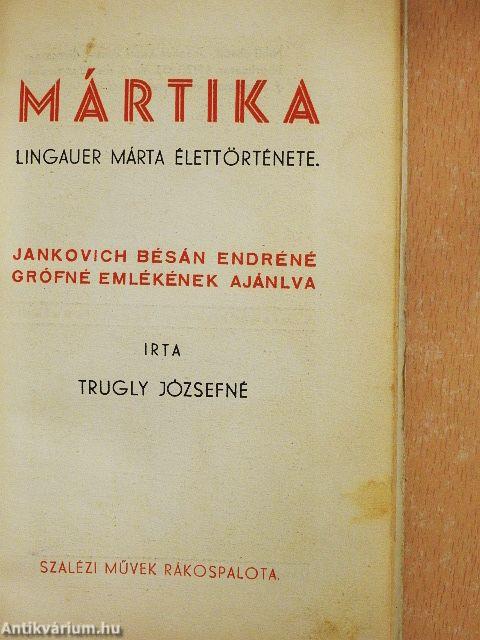 MÁRTIKA
LINGAUER MÁRTA ÉLETTÖRTÉNETE.
JANKOVICH BÉSÁN ENDRÉNÉ
GRÓFNÉ EMLÉKÉNEK AJÁNLVA
IRTA
TRUGLY JÓZSEFNÉ
SZALÉZI MŰVEK RÁKOSPALOTA.
Antikvárium.hu